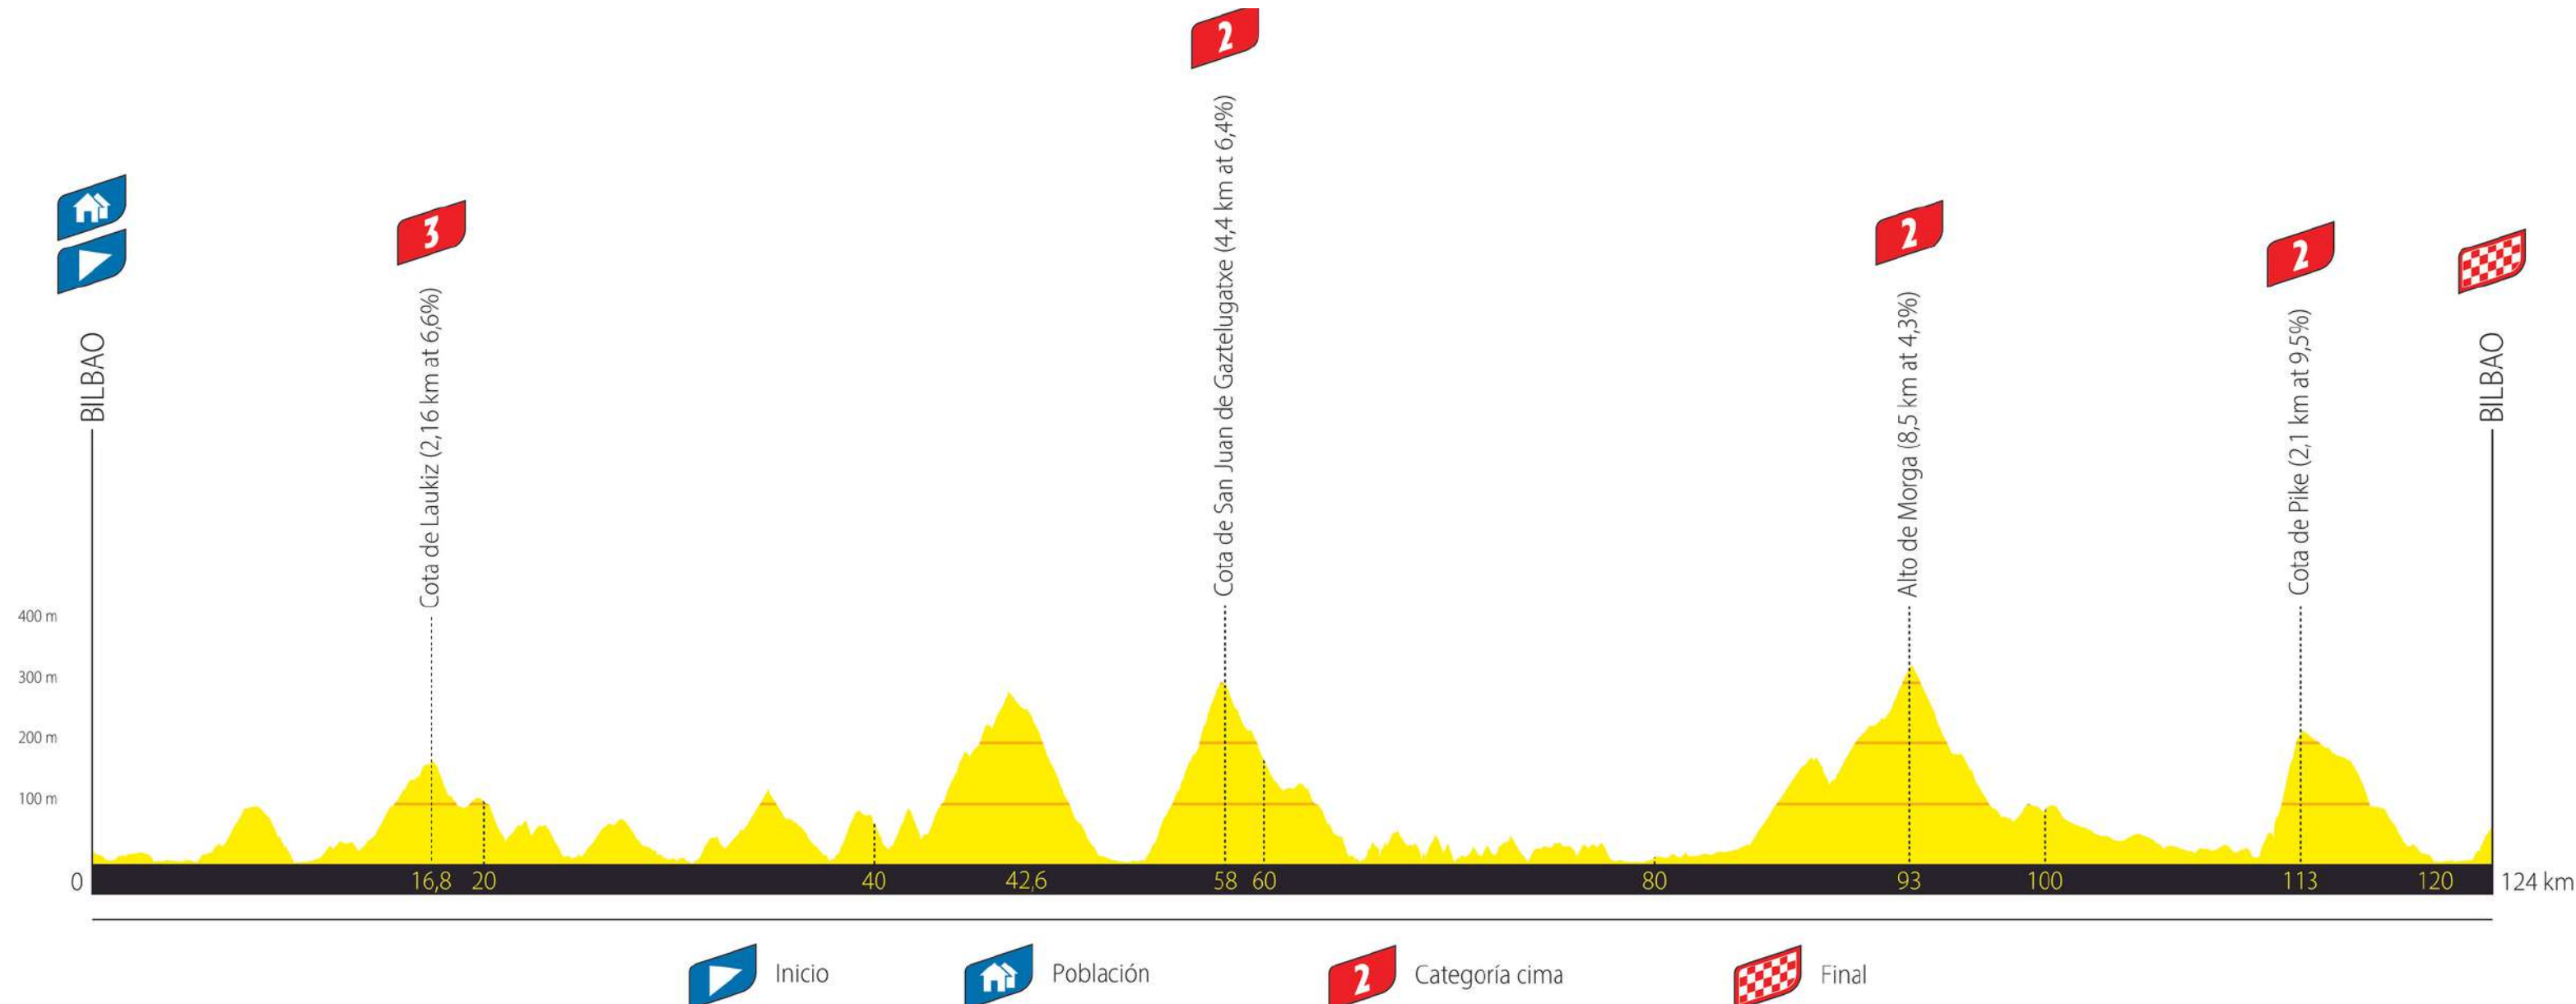 2
3
2
2
BILBAO
Cota de Laukiz (2,16 km at 6,6%)
Cota de San Juan de Gaztelugatxe (4,4 km at 6,4%)
Alto de Morga (8,5 km at 4,3%)
Cota de Pike (2,1 km at 9,5%)
BILBAO
400 m
300 m
200 m
100 m
0 16,8 20 40 42,6 58 60 80 93 100 113 120 124 km
Inicio Población 2 Categoría cima Final